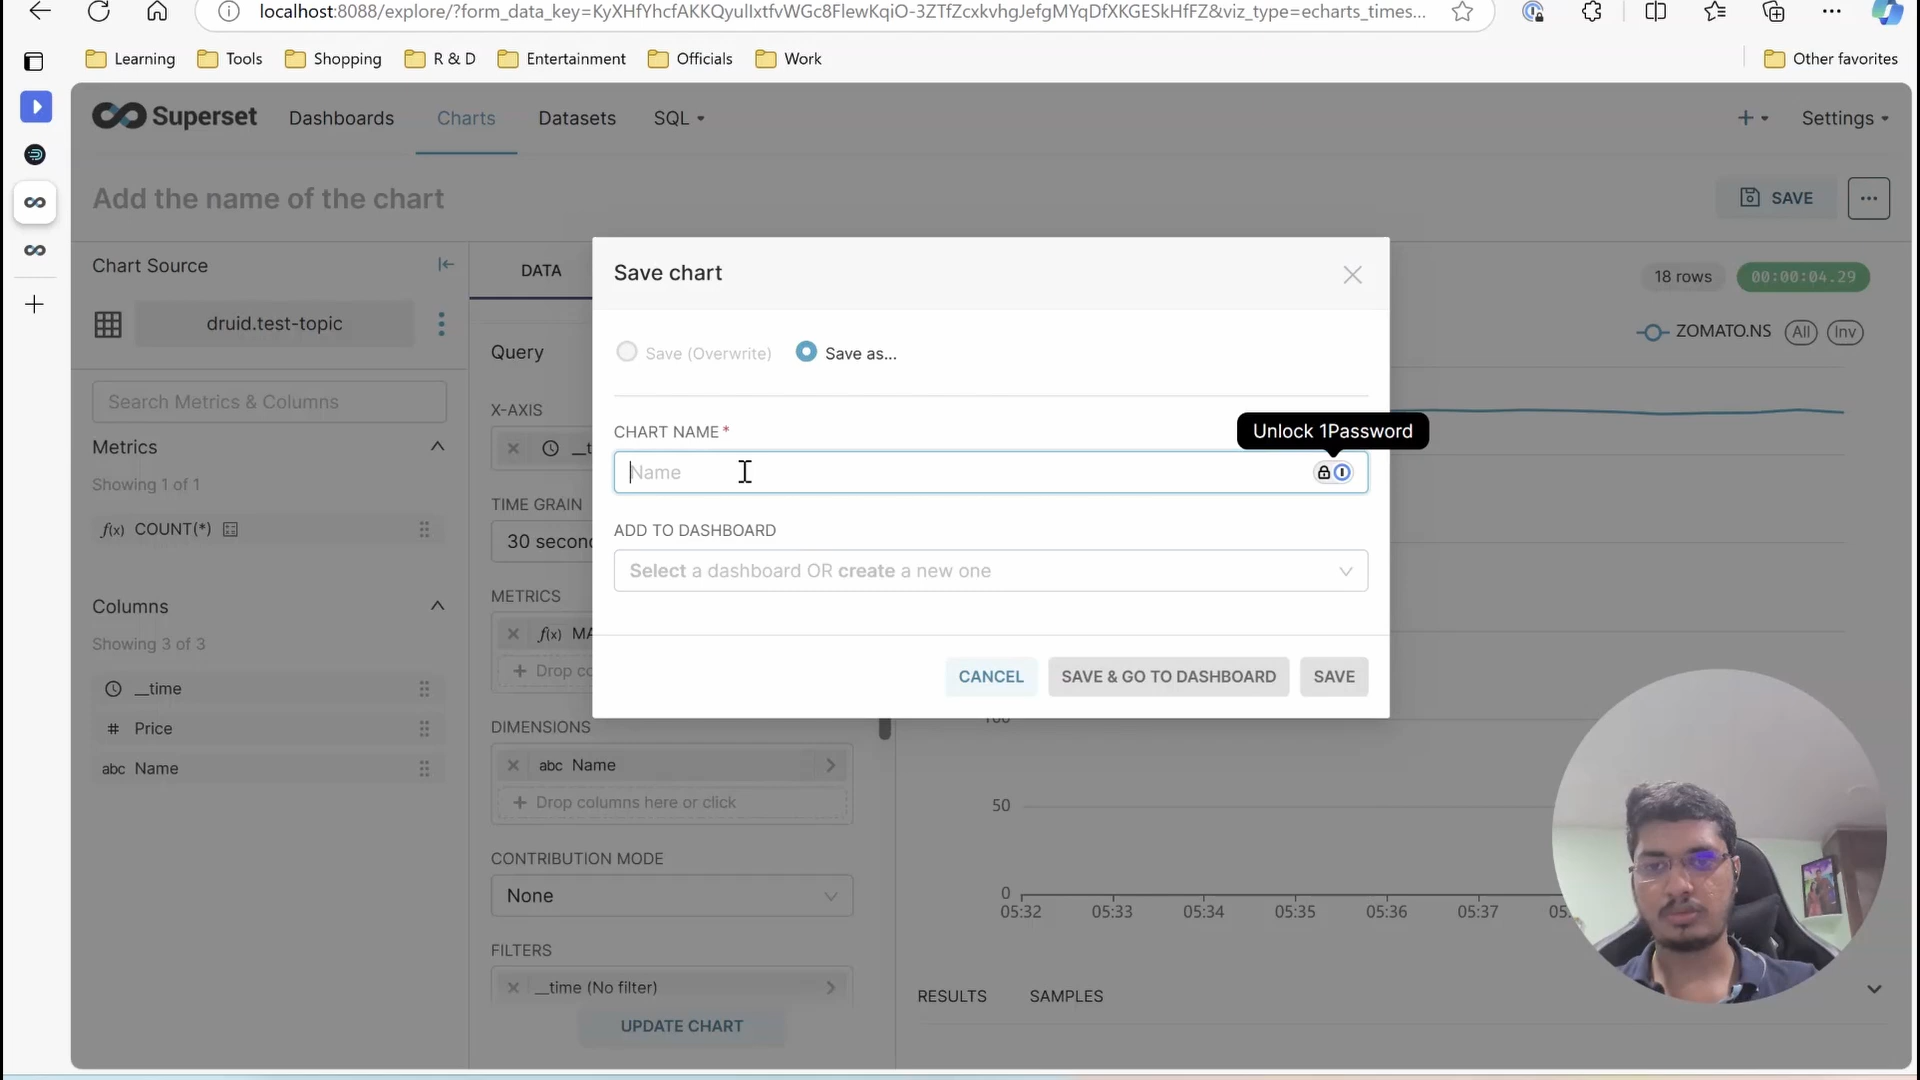 localhost:8088/explore/?form_data_key=KyXHfYhcfAKKQyulIxtfvWGc8FlewKqiO-3ZTfZcxkvhgJefgMYqDfXKGESkHfFZ&viz_type=echarts_times...
Learning
Tools
Shopping
R & D
Entertainment
Officials
Work
Other favorites
Superset
Dashboards
Charts
Datasets
SQL
Settings
Add the name of the chart
SAVE
Chart Source
DATA
18 rows
00:00:04.29
druid.test-topic
ZOMATO.NS
All
Inv
Query
Search Metrics & Columns
Metrics
Showing 1 of 1
f(x) COUNT(*)
Columns
Showing 3 of 3
__time
# Price
abc Name
X-AXIS
TIME GRAIN
30 secon
METRICS
f(x) MA
Drop co
DIMENSIONS
abc Name
+ Drop columns here or click
CONTRIBUTION MODE
None
FILTERS
__time (No filter)
UPDATE CHART
Save chart
Save (Overwrite)
Save as...
CHART NAME *
Unlock 1Password
Name
ADD TO DASHBOARD
Select a dashboard OR create a new one
CANCEL
SAVE & GO TO DASHBOARD
SAVE
50
0
05:32
05:33
05:34
05:35
05:36
05:37
RESULTS
SAMPLES